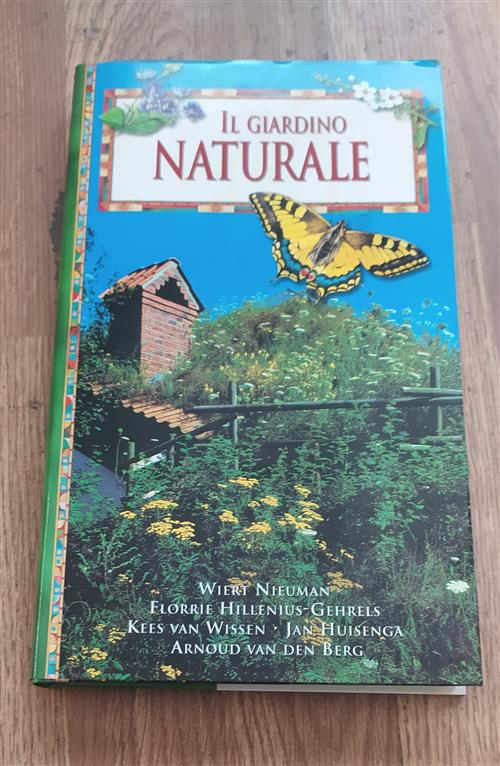 IL GIARDINO
NATURALE
WIERT NIEUMAN
FLORRIE HILLENIUS-GEHRELS
KEES VAN WISSEN · JAN HUISENGA
ARNOUD VAN DEN BERG